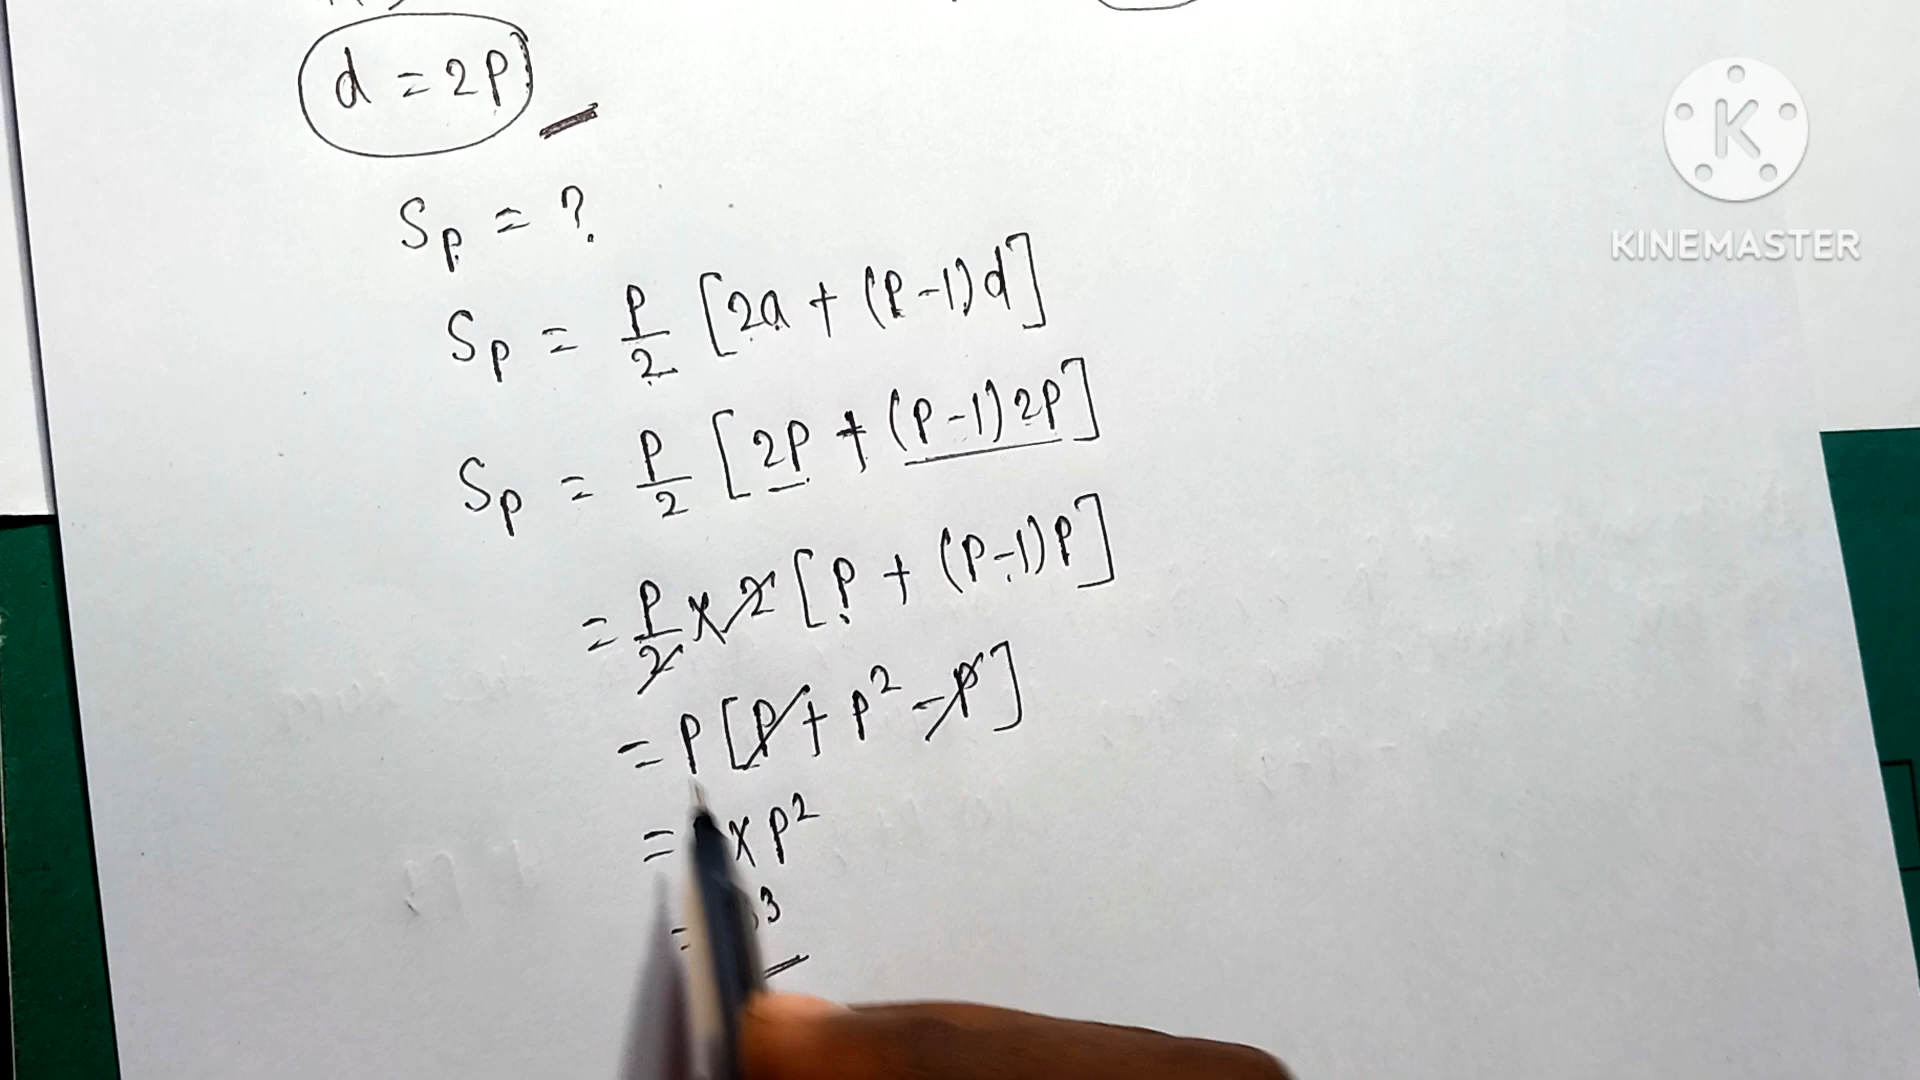 d = 2P
Sp = ?
Sp = P/2 [2a + (P-1)d]
Sp = P/2 [2P + (P-1)2P]
= P/2 x 2 [P + (P-1)P]
= P [P + P² - P]
= x P²
= 3
K
KINEMASTER